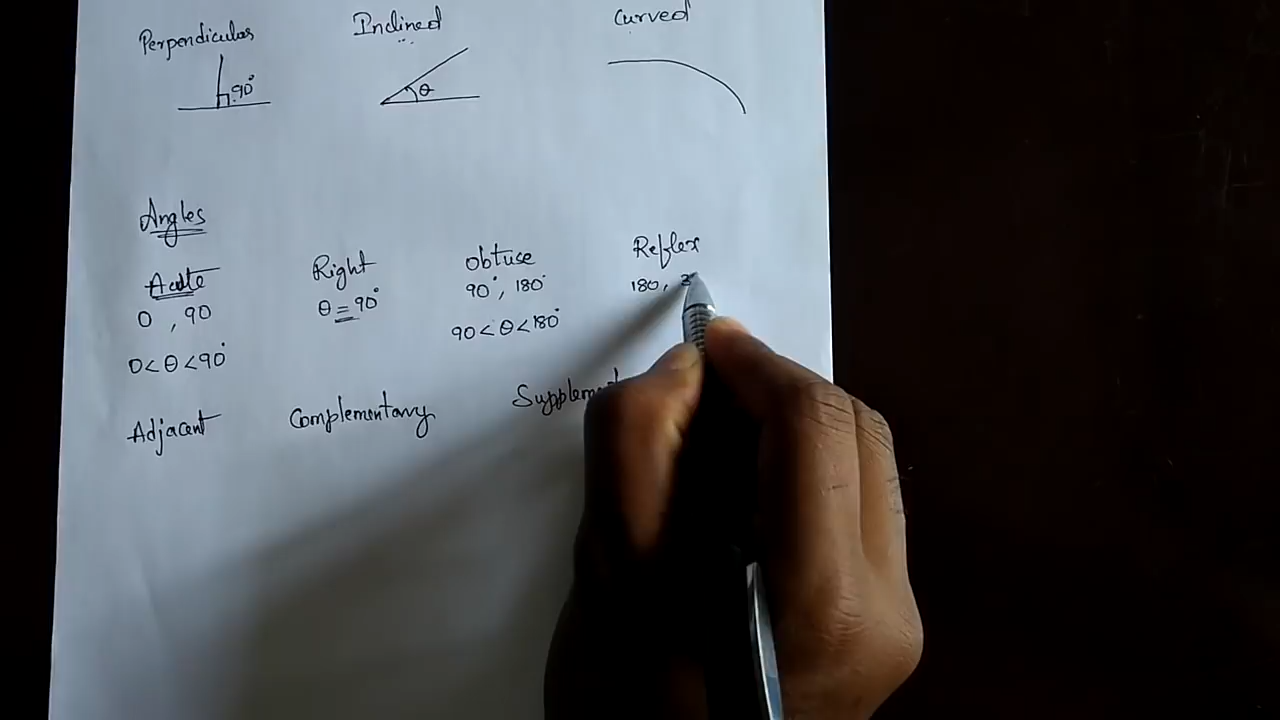 Perpendicular Inclined Curved
90° θ
Angles
Acute Right Obtuse Reflex
0 , 90 θ = 90° 90°, 180° 180,
0 < θ < 90° 90 < θ < 180°
Adjacent Complementary